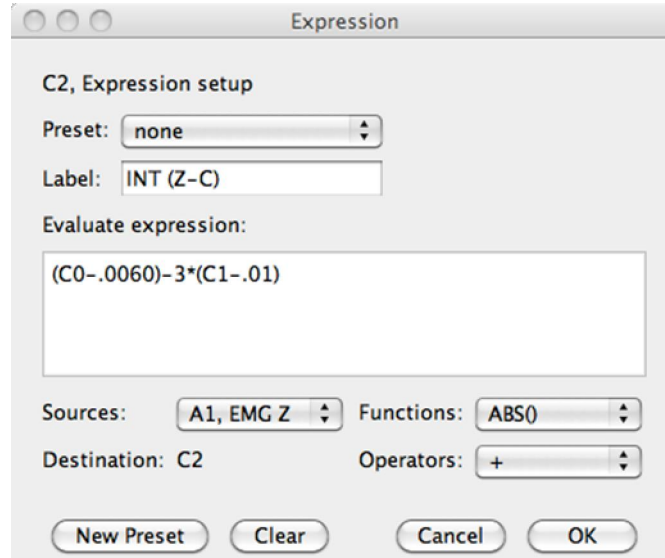 Expression
C2, Expression setup
Preset: none
Label: INT (Z-C)
Evaluate expression:
(C0-.0060)-3*(C1-.01)
Sources: A1, EMG Z Functions: ABS()
Destination: C2 Operators: +
New Preset Clear Cancel OK